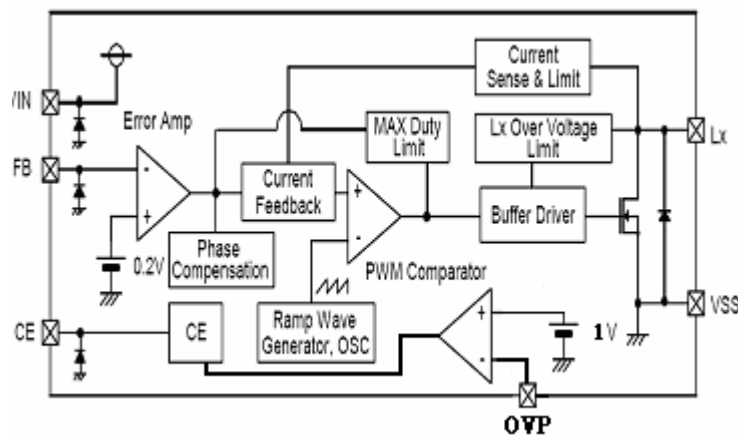 VIN
Error Amp
FB
-
+
0.2V
Phase
Compensation
Current
Feedback
Current
Sense & Limit
MAX Duty
Limit
Lx Over Voltage
Limit
Lx
+
-
Buffer Driver
PWM Comparator
VSS
CE
CE
Ramp Wave
Generator, OSC
+
-
1V
OVP